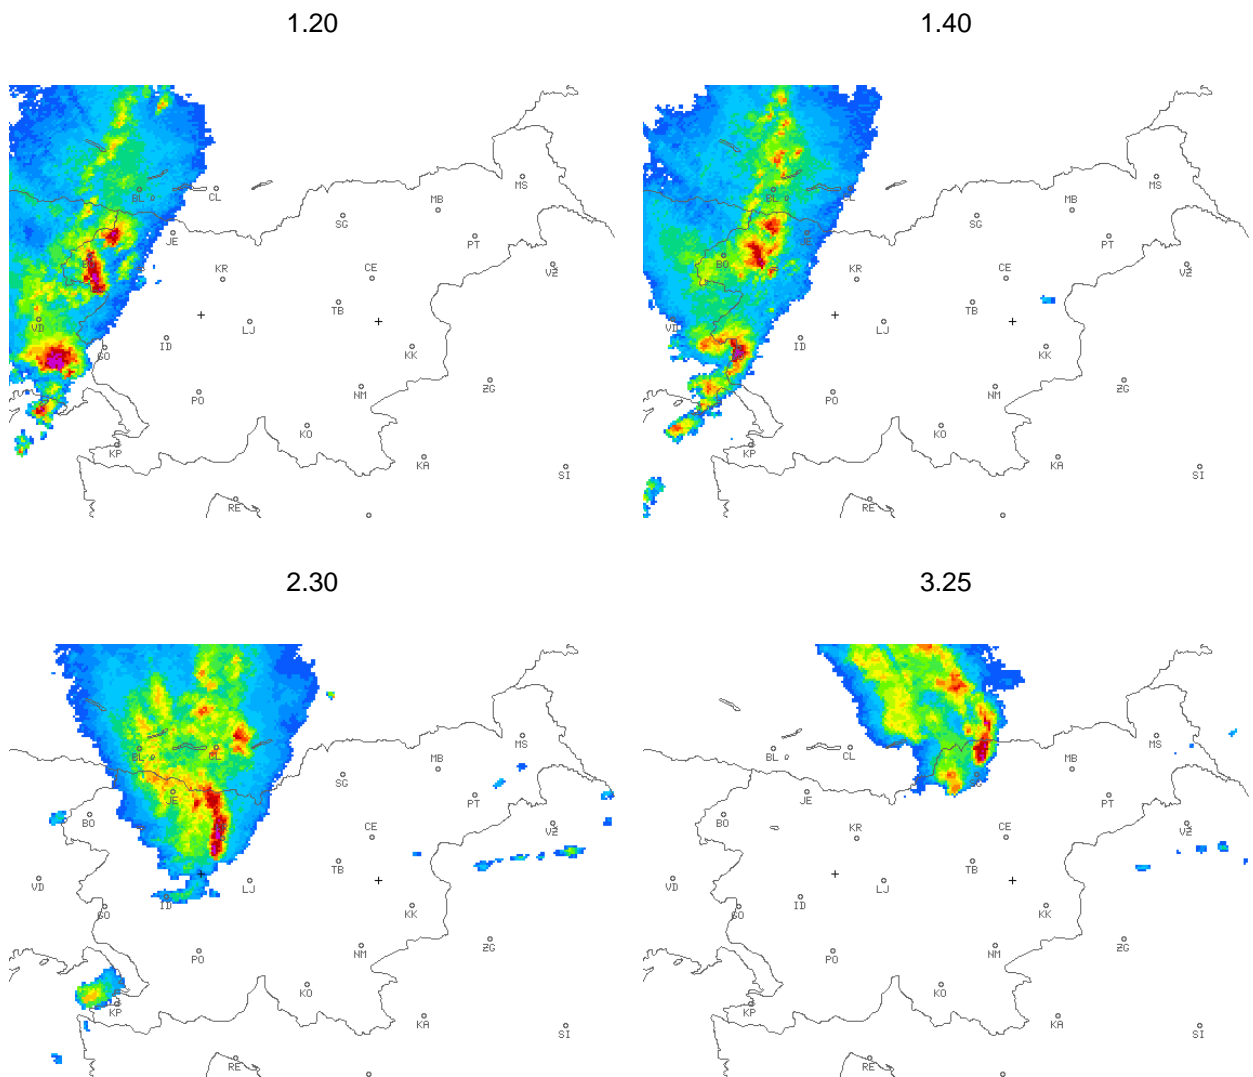 1.20
1.40
MS
BL CL
MB
SG
JE
PT
KR
CE
VŽ
TB
VD
LJ
ID
GO
KK
ZG
PO
NM
KO
KP
KA
SI
RE
MS
BL
MB
SG
JE
PT
BO
KR
CE
VŽ
TB
VD
LJ
ID
KK
ZG
PO
NM
KO
KP
KA
SI
RE
2.30
3.25
MS
BL CL
MB
SG
JE
PT
BO
CE
VŽ
TB
VD
LJ
ID
GO
KK
ZG
PO
NM
KO
KP
KA
SI
RE
MS
BL CL
MB
JE
PT
BO
KR
CE
VŽ
TB
VD
LJ
ID
GO
KK
ZG
PO
NM
KO
KP
KA
SI
RE